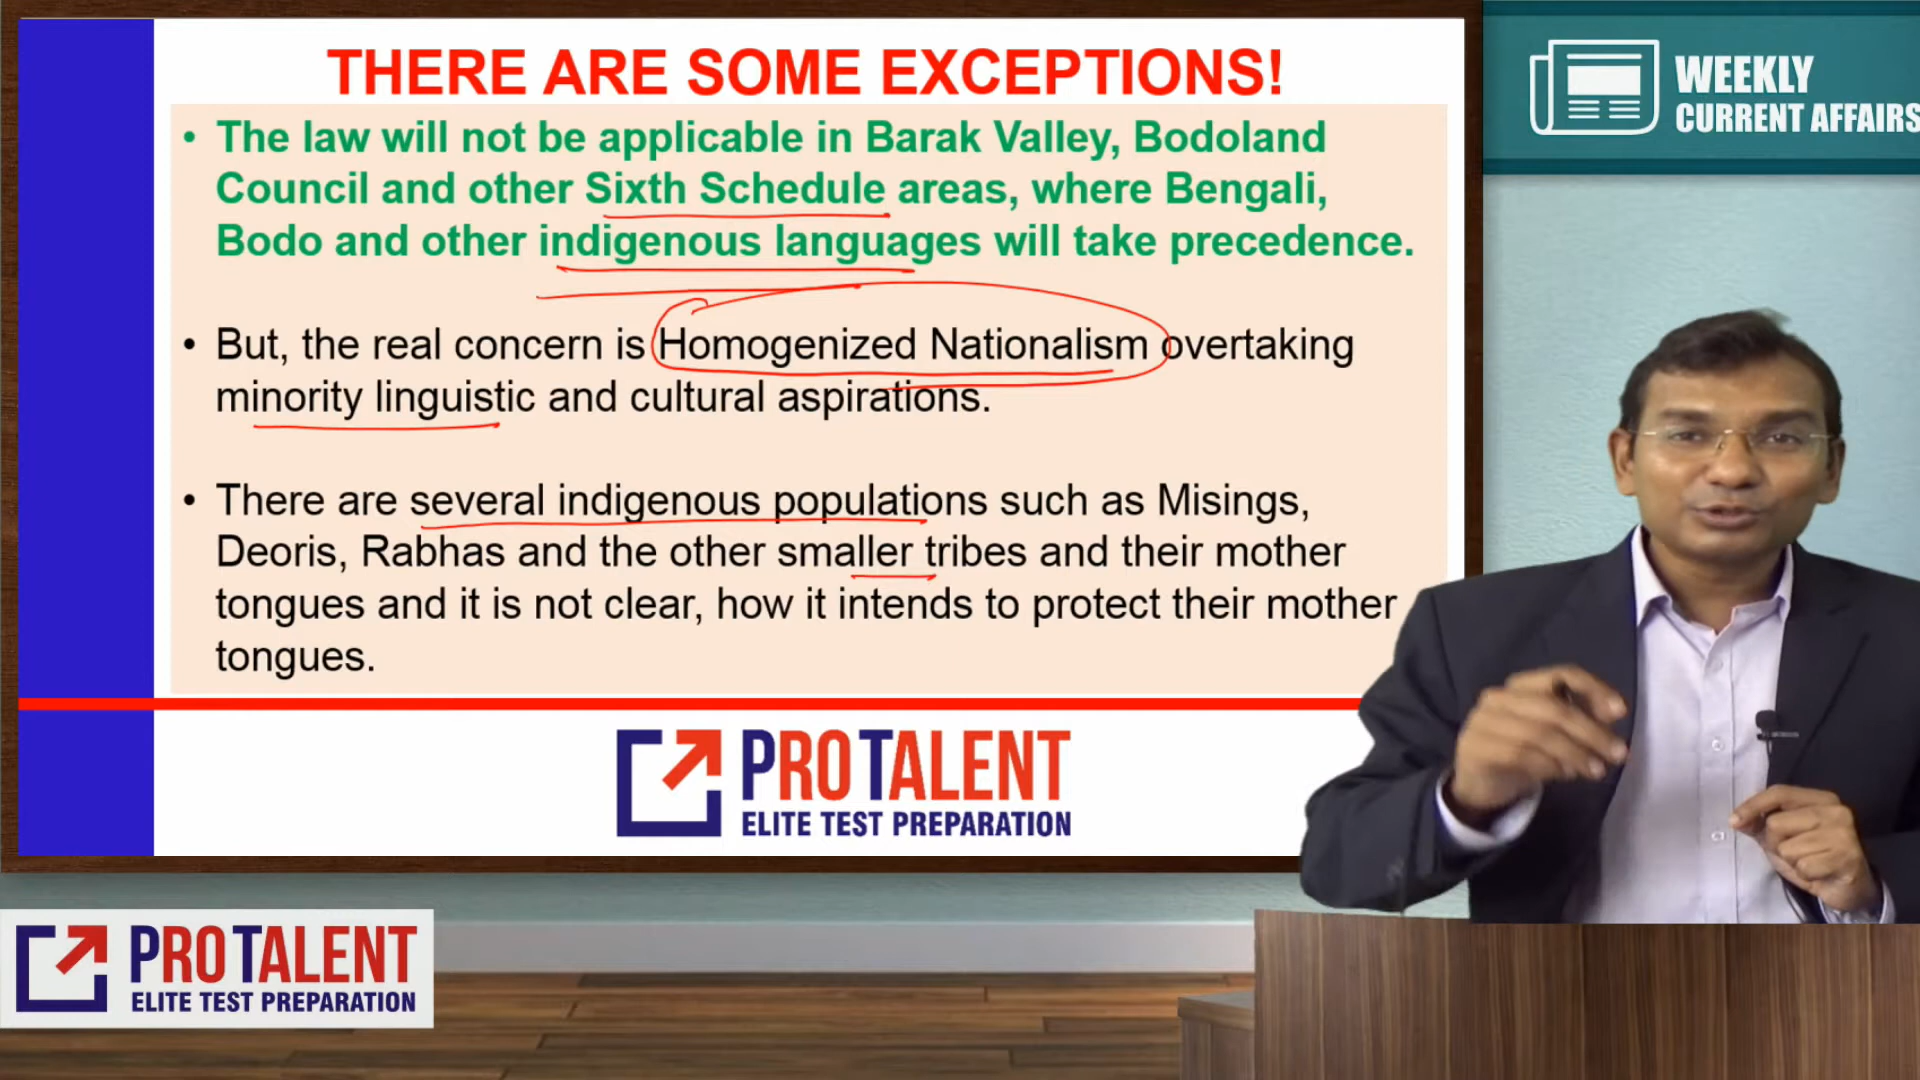 THERE ARE SOME EXCEPTIONS!
• The law will not be applicable in Barak Valley, Bodoland
Council and other Sixth Schedule areas, where Bengali,
Bodo and other indigenous languages will take precedence.
• But, the real concern is Homogenized Nationalism overtaking
minority linguistic and cultural aspirations.
• There are several indigenous populations such as Misings,
Deoris, Rabhas and the other smaller tribes and their mother
tongues and it is not clear, how it intends to protect their mother
tongues.
PROTALENT
ELITE TEST PREPARATION
WEEKLY
CURRENT AFFAIRS
PROTALENT
ELITE TEST PREPARATION